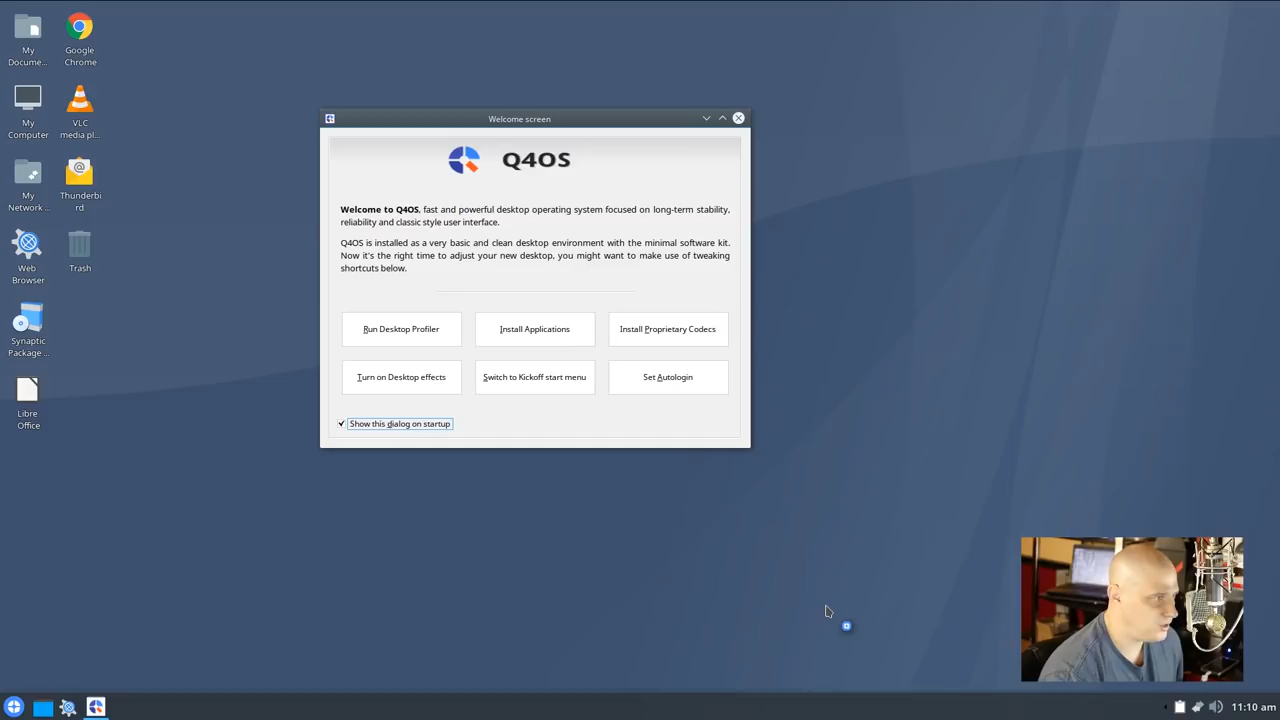 My
Docume...
Google
Chrome
My
Computer
VLC
media pl...
My
Network ...
Thunderbi
rd
Web
Browser
Trash
Synaptic
Package ...
Libre
Office
Welcome screen
Q4OS
Welcome to Q4OS, fast and powerful desktop operating system focused on long-term stability,
reliability and classic style user interface.
Q4OS is installed as a very basic and clean desktop environment with the minimal software kit.
Now it's the right time to adjust your new desktop, you might want to make use of tweaking
shortcuts below.
Run Desktop Profiler
Install Applications
Install Proprietary Codecs
Turn on Desktop effects
Switch to Kickoff start menu
Set Autologin
Show this dialog on startup
11:10 am